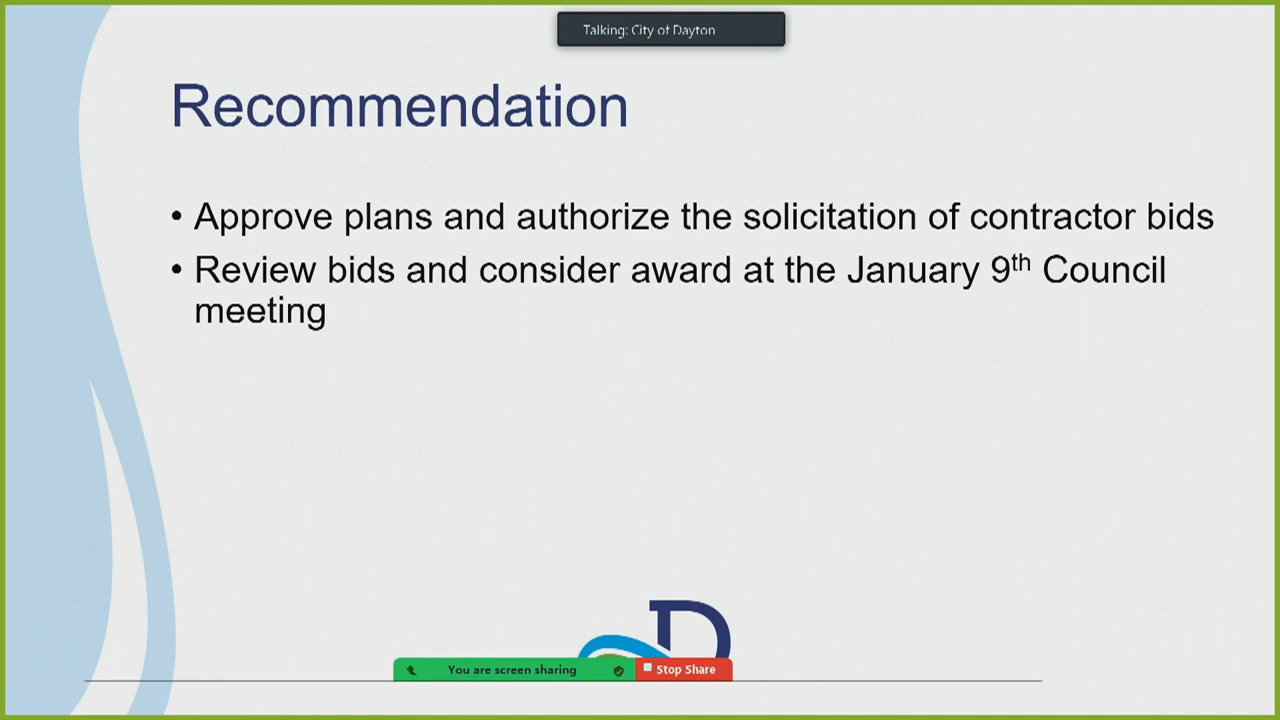 Talking: City of Dayton
Recommendation
• Approve plans and authorize the solicitation of contractor bids
• Review bids and consider award at the January 9th Council
meeting
D
You are screen sharing
Stop Share